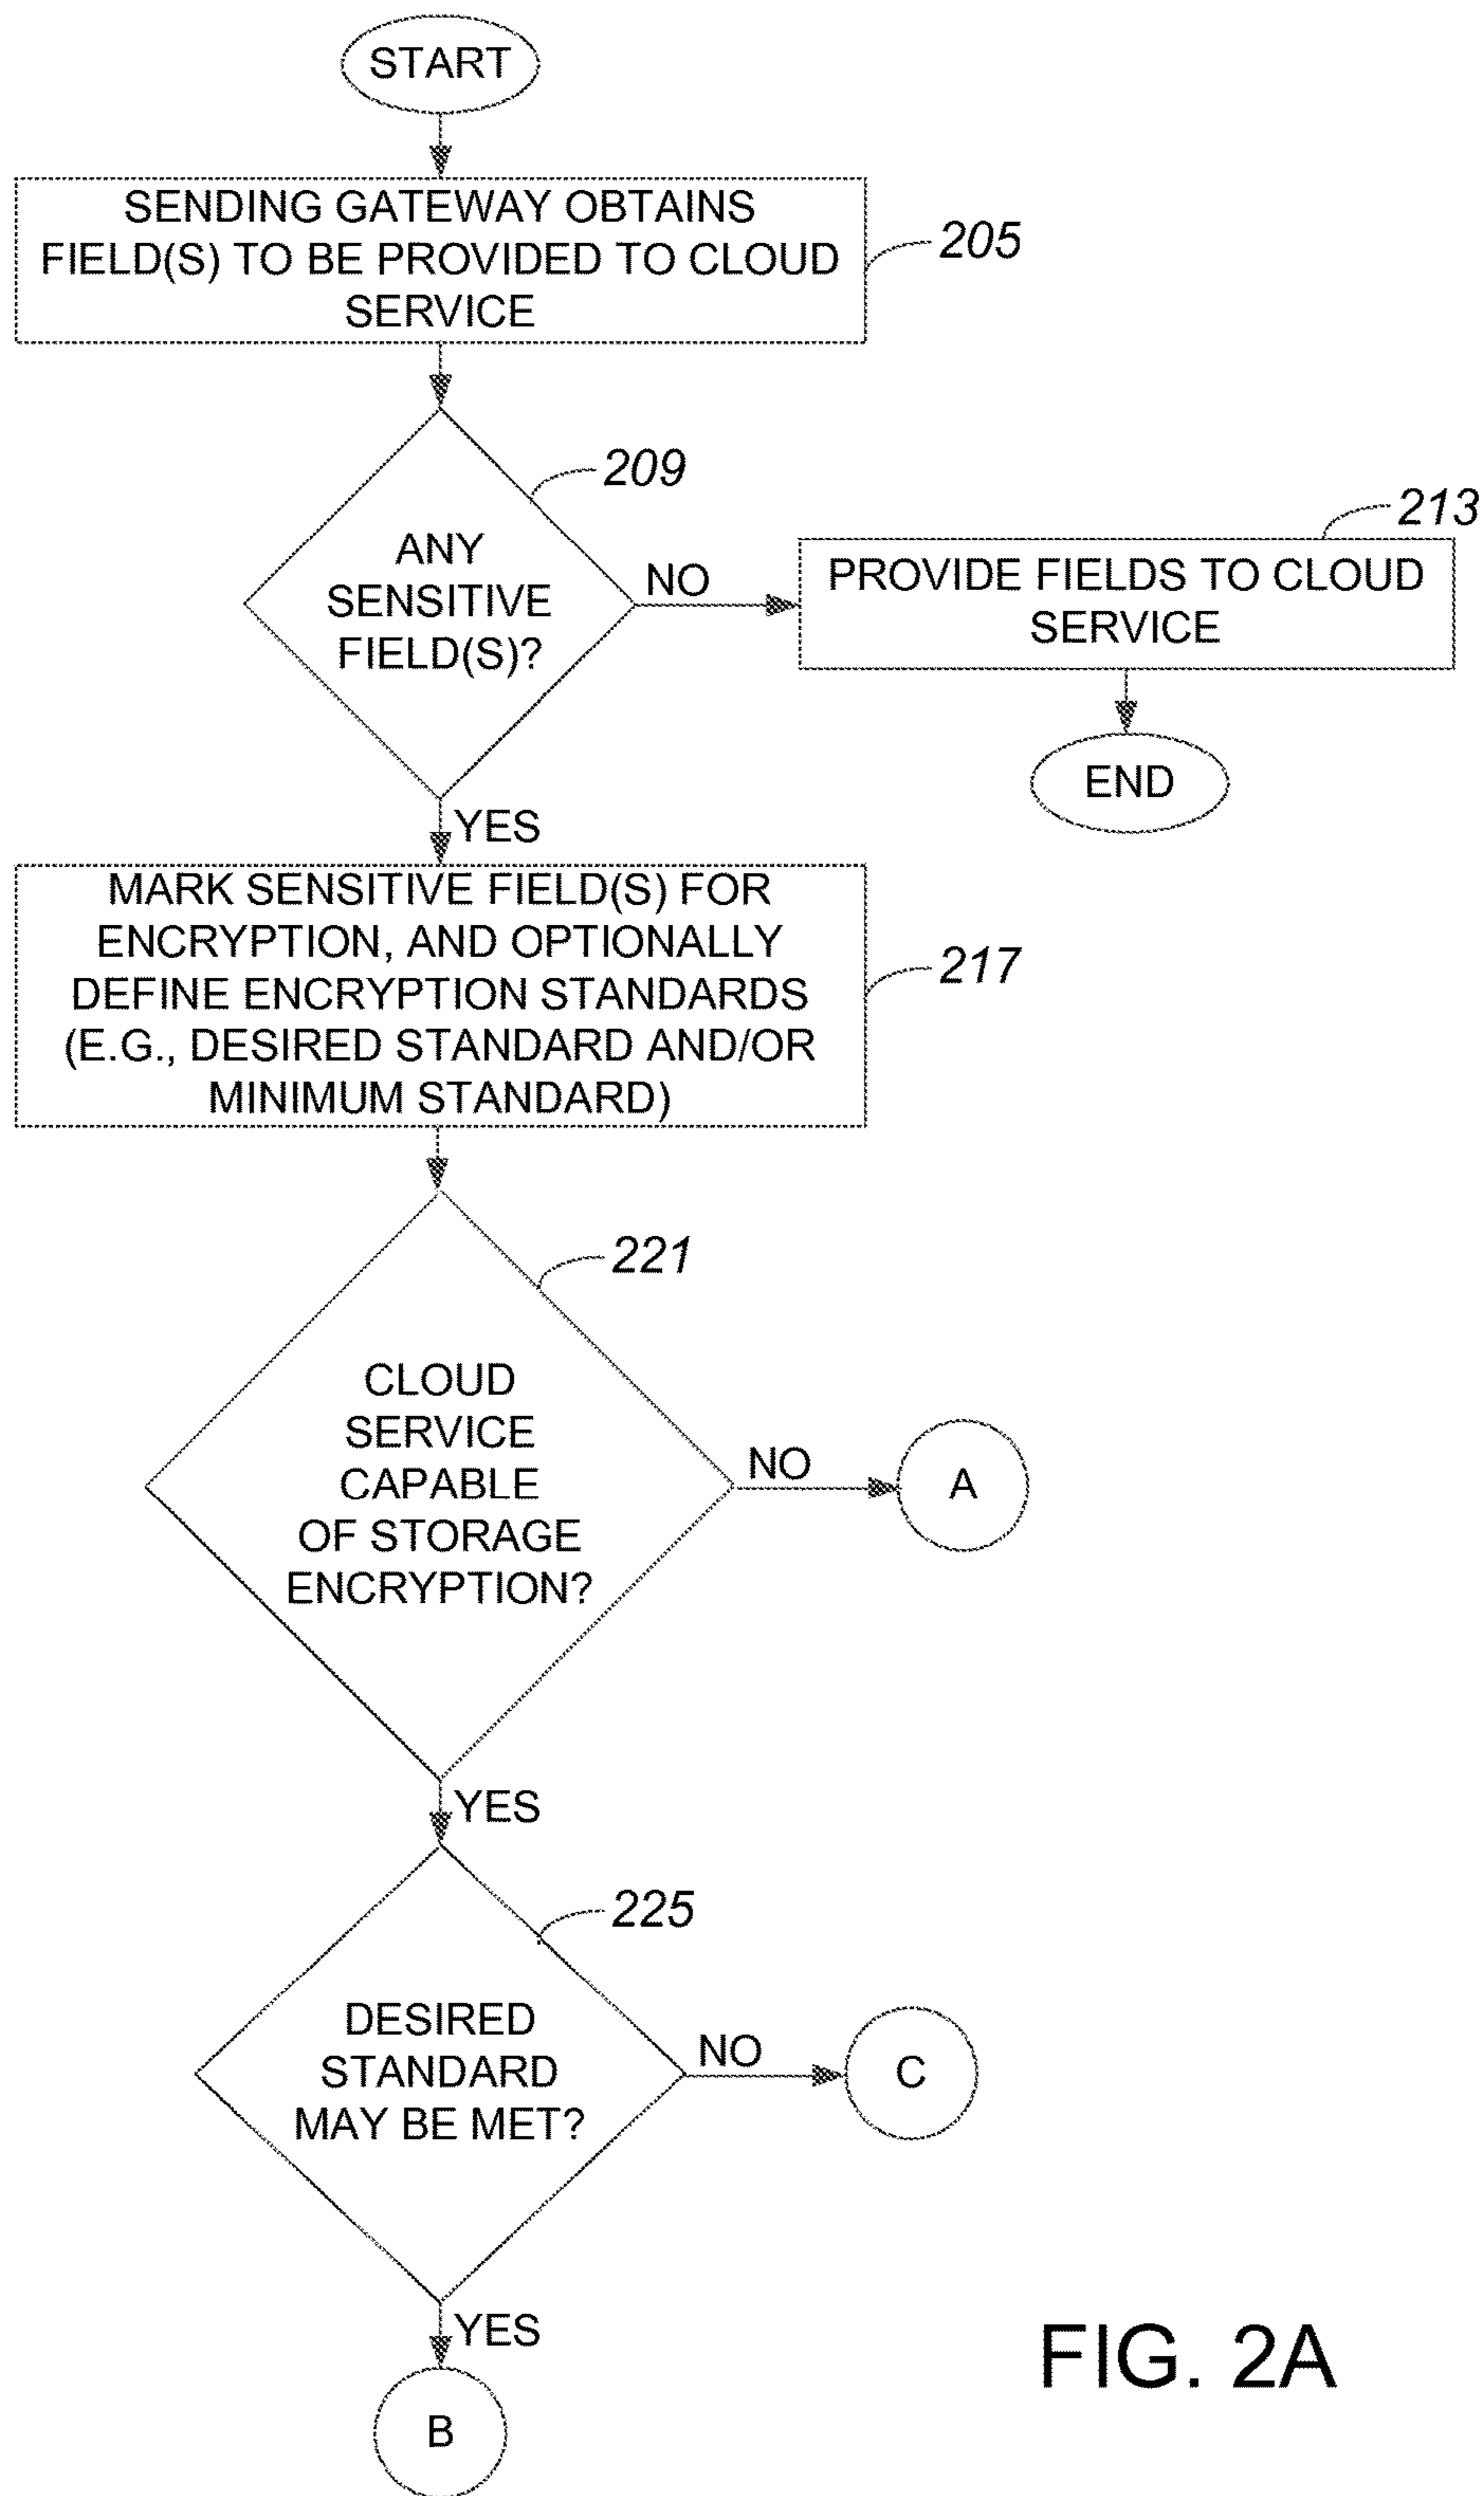 START
SENDING GATEWAY OBTAINS
FIELD(S) TO BE PROVIDED TO CLOUD
SERVICE
205
209
ANY
SENSITIVE
FIELD(S)?
NO
213
PROVIDE FIELDS TO CLOUD
SERVICE
END
YES
MARK SENSITIVE FIELD(S) FOR
ENCRYPTION, AND OPTIONALLY
DEFINE ENCRYPTION STANDARDS
(E.G., DESIRED STANDARD AND/OR
MINIMUM STANDARD)
217
221
CLOUD
SERVICE
CAPABLE
OF STORAGE
ENCRYPTION?
NO
A
YES
225
DESIRED
STANDARD
MAY BE MET?
NO
C
YES
B
FIG. 2A